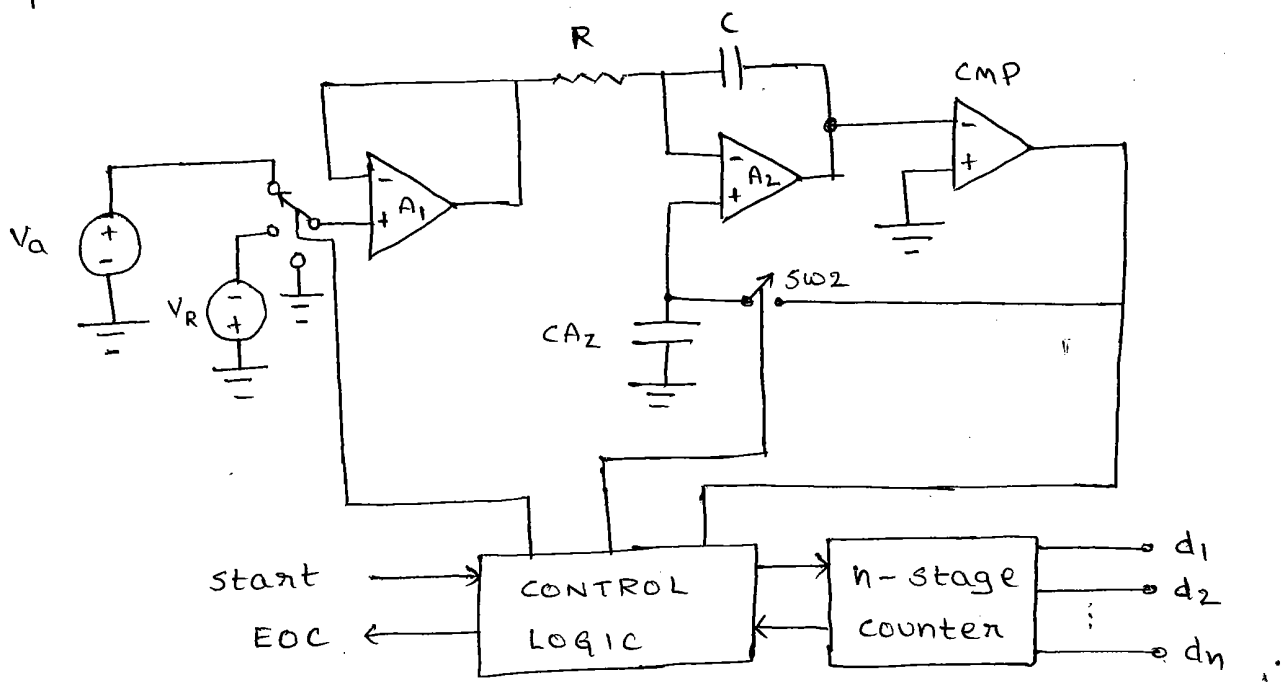 R
C
CMP
-
+
-
A1
+
-
A2
+
-
+
Va
+
-
VR
-
+
SW2
CAZ
start
EOC
CONTROL
LOGIC
n-stage
counter
d1
d2
⋮
dn